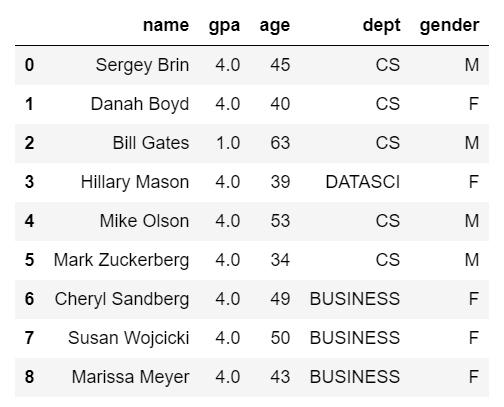 name gpa age dept gender
0 Sergey Brin 4.0 45 CS M
1 Danah Boyd 4.0 40 CS F
2 Bill Gates 1.0 63 CS M
3 Hillary Mason 4.0 39 DATASCI F
4 Mike Olson 4.0 53 CS M
5 Mark Zuckerberg 4.0 34 CS M
6 Cheryl Sandberg 4.0 49 BUSINESS F
7 Susan Wojcicki 4.0 50 BUSINESS F
8 Marissa Meyer 4.0 43 BUSINESS F